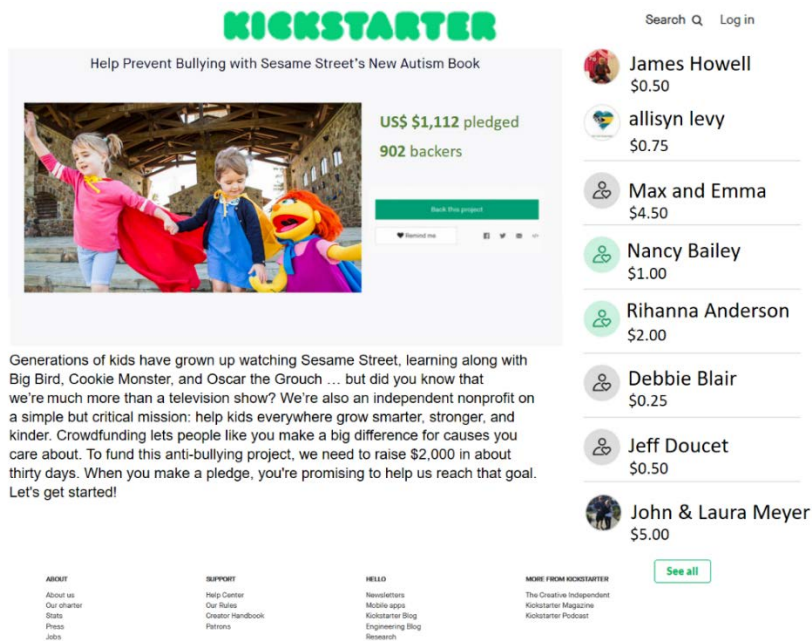 KICKSTARTER
Search Log in
Help Prevent Bullying with Sesame Street's New Autism Book
US$ $1,112 pledged
902 backers
Back this project
Remind me
James Howell
$0.50
allisyn levy
$0.75
Max and Emma
$4.50
Nancy Bailey
$1.00
Rihanna Anderson
$2.00
Debbie Blair
$0.25
Jeff Doucet
$0.50
John & Laura Meyer
$5.00
See all
Generations of kids have grown up watching Sesame Street, learning along with
Big Bird, Cookie Monster, and Oscar the Grouch … but did you know that
we're much more than a television show? We're also an independent nonprofit on
a simple but critical mission: help kids everywhere grow smarter, stronger, and
kinder. Crowdfunding lets people like you make a big difference for causes you
care about. To fund this anti-bullying project, we need to raise $2,000 in about
thirty days. When you make a pledge, you're promising to help us reach that goal.
Let's get started!
ABOUT
About us
Our charter
Stats
Press
Jobs
SUPPORT
Help Center
Our Rules
Creator Handbook
Patrons
HELLO
Newsletters
Mobile apps
Kickstarter Blog
Engineering Blog
Research
MORE FROM KICKSTARTER
The Creative Independent
Kickstarter Magazine
Kickstarter Podcast